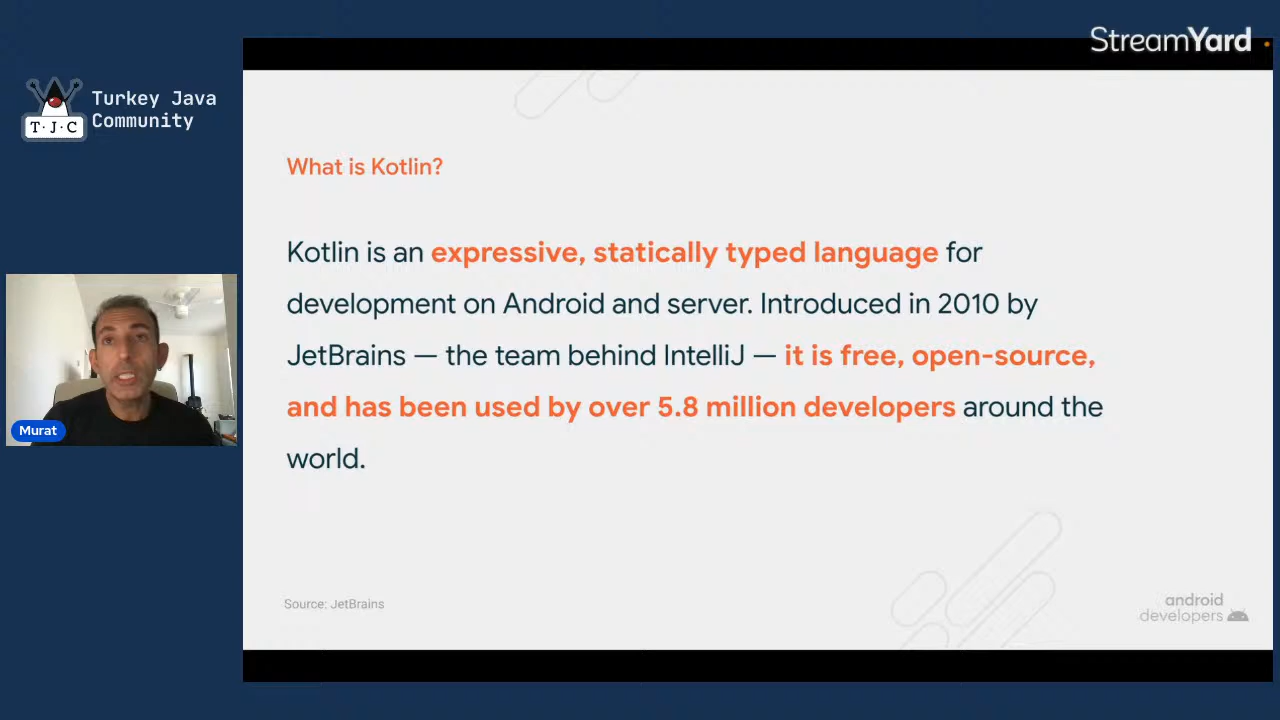 StreamYard
Turkey Java
Community
T·J·C
What is Kotlin?
Kotlin is an expressive, statically typed language for
development on Android and server. Introduced in 2010 by
JetBrains — the team behind IntelliJ — it is free, open-source,
and has been used by over 5.8 million developers around the
world.
Murat
Source: JetBrains
android
developers